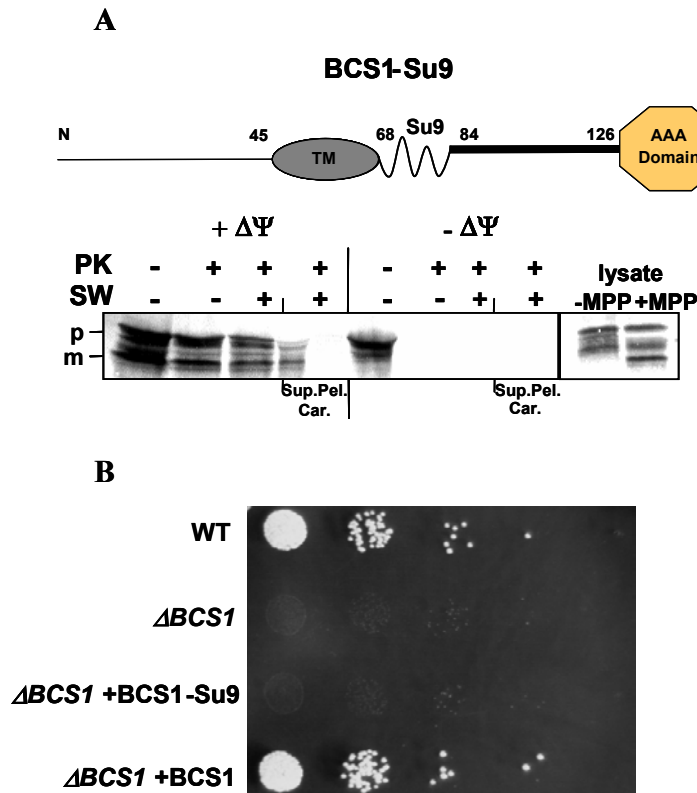 A
BCS1-Su9
N 45 TM 68 Su9 84 126 AAA
Domain
+ ΔΨ - ΔΨ
PK - + + + - + + + lysate
SW - - + + - - + + -MPP +MPP
p
m
Sup.Pel. Sup.Pel.
Car. Car.
B
WT
ΔBCS1
ΔBCS1 +BCS1-Su9
ΔBCS1 +BCS1